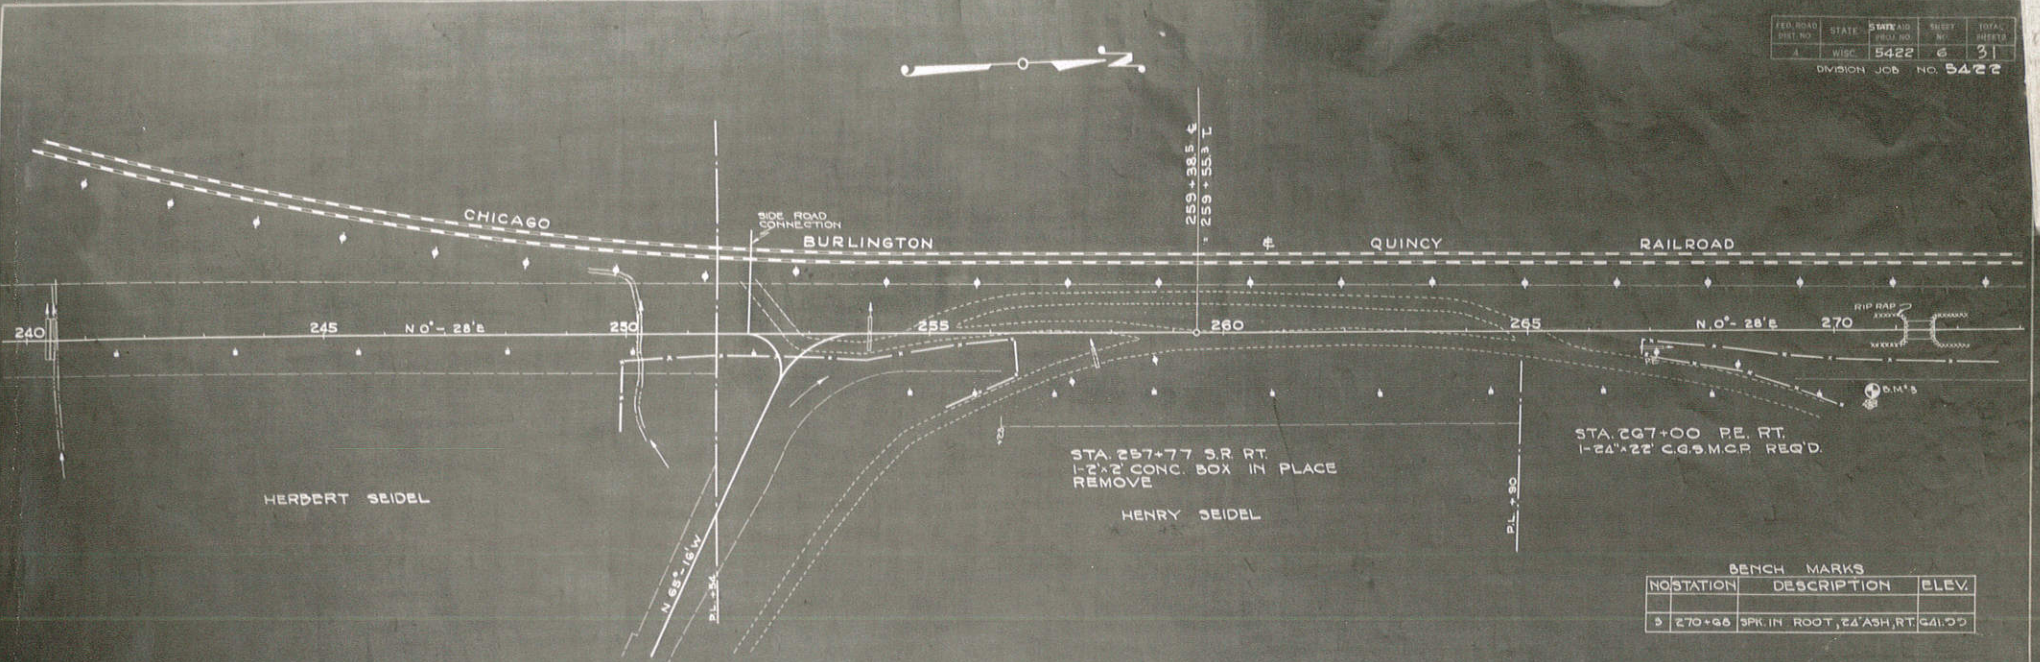 FED. ROAD DIST. NO. STATE STATE AID PROJ. NO. SHEET NO. TOTAL SHEETS
4 WISC. 5422 6 31
DIVISION JOB NO. 5422
N
259+38.5 ℄
= 259+55.3 L
SIDE ROAD
CONNECTION
CHICAGO BURLINGTON & QUINCY RAILROAD
RIP RAP
240 245 N 0°-28'E 250 255 260 265 N. 0°-28'E 270
P.E.
B.M. 5
+23
STA. 257+77 S.R. RT.
1-2'x2' CONC. BOX IN PLACE
REMOVE
STA. 267+00 P.E. RT.
1-24"x22' C.G.S.M.C.P. REQ'D.
HERBERT SEIDEL
HENRY SEIDEL
P.L. +90
N 65°-16'W
P.L. +54
BENCH MARKS
NO STATION DESCRIPTION ELEV.
5 270+68 SPK. IN ROOT, 24" ASH, RT.